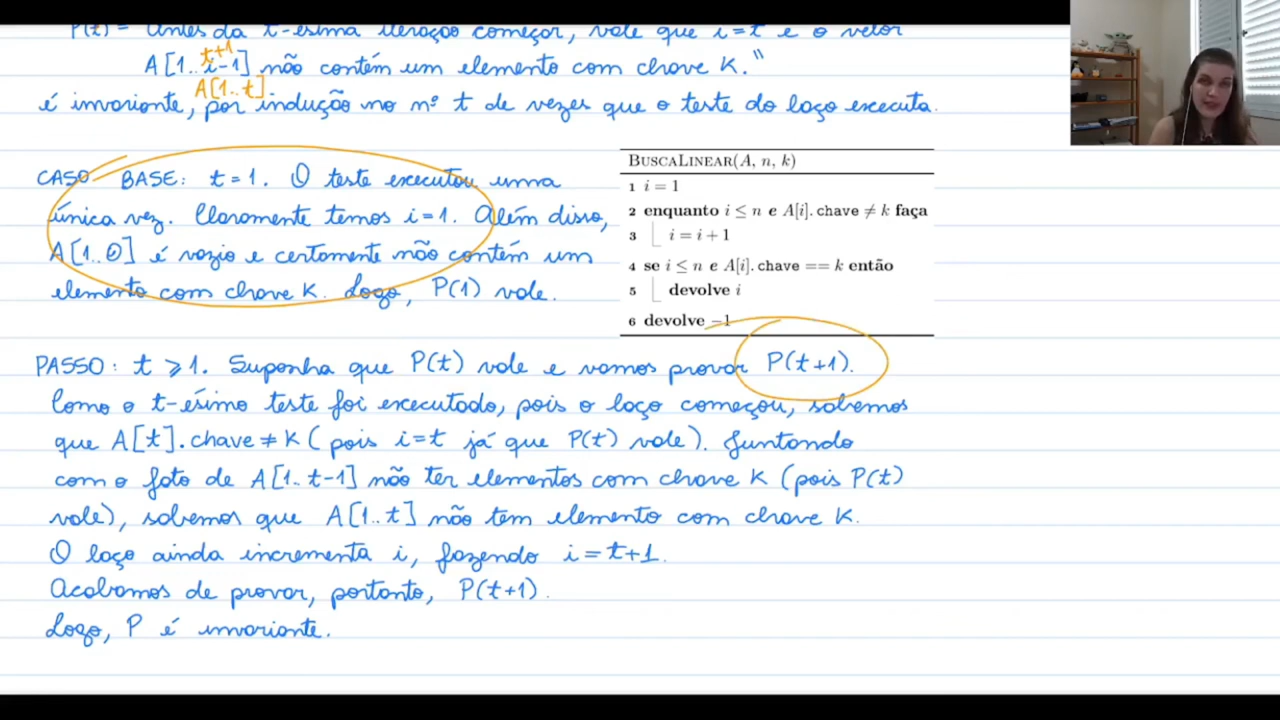 P(t) = "Antes da t-ésima iteração começar, vale que i = t e o vetor
t+1
A[1..i-1] não contém um elemento com chave K."
A[1..t]
é invariante, por indução no nº t de vezes que o teste do laço executa.
CASO BASE: t = 1. O teste executou uma
única vez. Claramente temos i = 1. Além disso,
A[1..0] é vazio e certamente não contém um
elemento com chave K. Logo, P(1) vale.
BUSCALINEAR(A, n, k)
1 i = 1
2 enquanto i ≤ n e A[i].chave ≠ k faça
3 i = i + 1
4 se i ≤ n e A[i].chave == k então
5 devolve i
6 devolve −1
PASSO: t ⩾ 1. Suponha que P(t) vale e vamos provar P(t+1).
Como o t-ésimo teste foi executado, pois o laço começou, sabemos
que A[t].chave ≠ K (pois i = t já que P(t) vale). Juntando
com o fato de A[1..t-1] não ter elementos com chave K (pois P(t)
vale), sabemos que A[1..t] não tem elemento com chave K.
O laço ainda incrementa i, fazendo i = t+1.
Acabamos de provar, portanto, P(t+1).
Logo, P é invariante.